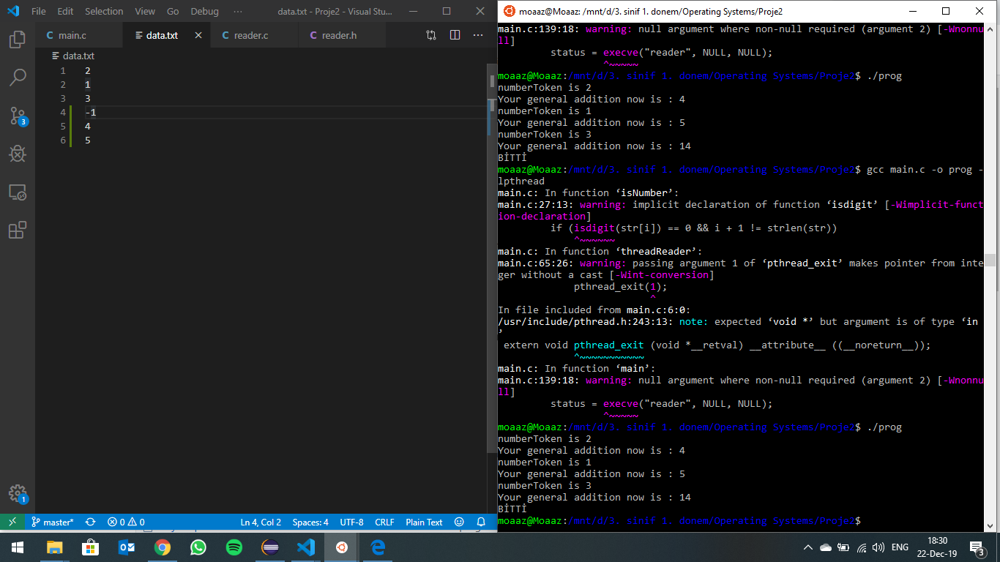 File Edit Selection View Go Debug ··· data.txt - Proje2 - Visual Stu...
main.c data.txt reader.c reader.h
data.txt
1 2
2 1
3 3
4 -1
5 4
6 5
3
1
master* 0 0 Ln 4, Col 2 Spaces: 4 UTF-8 CRLF Plain Text
moaaz@Moaaz: /mnt/d/3. sinif 1. donem/Operating Systems/Proje2
main.c:139:18: warning: null argument where non-null required (argument 2) [-Wnonnu
ll]
status = execve("reader", NULL, NULL);
^~~~~~
moaaz@Moaaz:/mnt/d/3. sinif 1. donem/Operating Systems/Proje2$ ./prog
numberToken is 2
Your general addition now is : 4
numberToken is 1
Your general addition now is : 5
numberToken is 3
Your general addition now is : 14
BİTTİ
moaaz@Moaaz:/mnt/d/3. sinif 1. donem/Operating Systems/Proje2$ gcc main.c -o prog -
lpthread
main.c: In function ‘isNumber’:
main.c:27:13: warning: implicit declaration of function ‘isdigit’ [-Wimplicit-funct
ion-declaration]
if (isdigit(str[i]) == 0 && i + 1 != strlen(str))
^~~~~~~
main.c: In function ‘threadReader’:
main.c:65:26: warning: passing argument 1 of ‘pthread_exit’ makes pointer from inte
ger without a cast [-Wint-conversion]
pthread_exit(1);
^
In file included from main.c:6:0:
/usr/include/pthread.h:243:13: note: expected ‘void *’ but argument is of type ‘in
’
extern void pthread_exit (void *__retval) __attribute__ ((__noreturn__));
^~~~~~~~~~~~
main.c: In function ‘main’:
main.c:139:18: warning: null argument where non-null required (argument 2) [-Wnonnu
ll]
status = execve("reader", NULL, NULL);
^~~~~~
moaaz@Moaaz:/mnt/d/3. sinif 1. donem/Operating Systems/Proje2$ ./prog
numberToken is 2
Your general addition now is : 4
numberToken is 1
Your general addition now is : 5
numberToken is 3
Your general addition now is : 14
BİTTİ
moaaz@Moaaz:/mnt/d/3. sinif 1. donem/Operating Systems/Proje2$
ENG 18:30
22-Dec-19
3